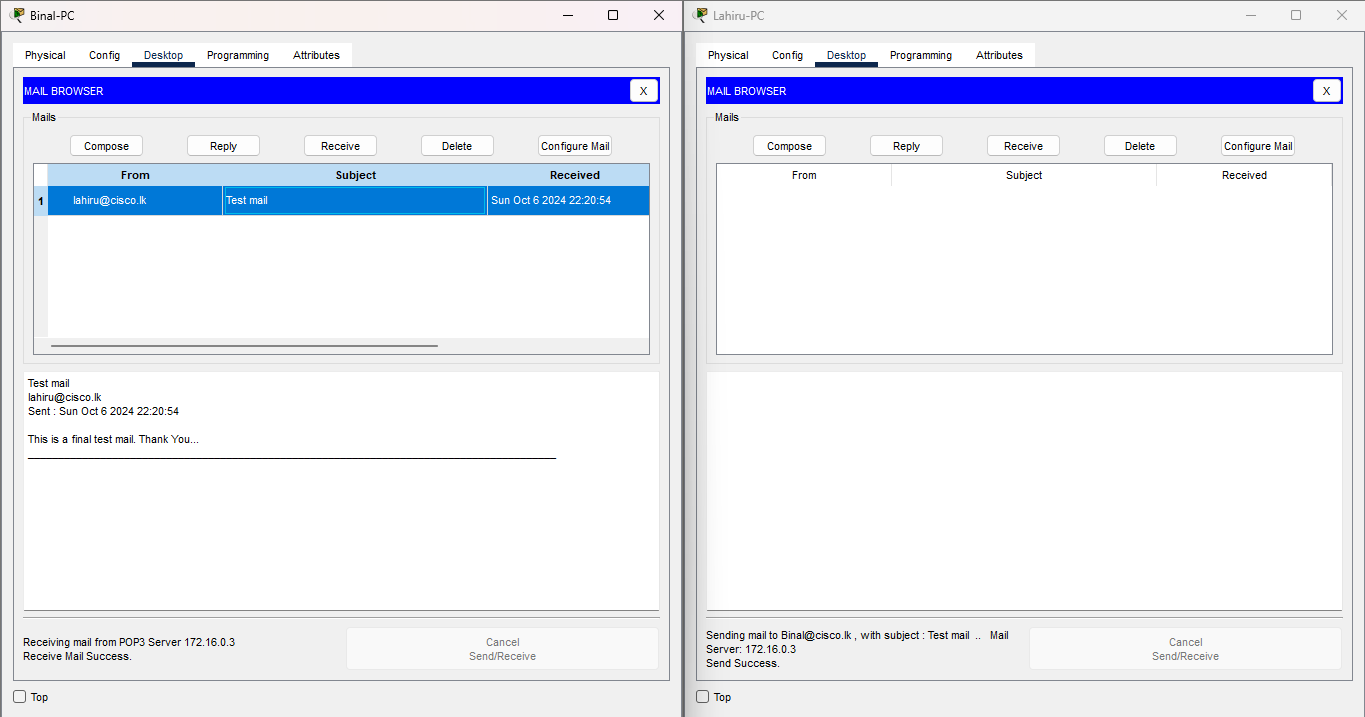 Binal-PC
Physical Config Desktop Programming Attributes
MAIL BROWSER X
Mails
Compose Reply Receive Delete Configure Mail
From Subject Received
1 lahiru@cisco.lk Test mail Sun Oct 6 2024 22:20:54
Test mail
lahiru@cisco.lk
Sent : Sun Oct 6 2024 22:20:54
This is a final test mail. Thank You...
Receiving mail from POP3 Server 172.16.0.3
Receive Mail Success.
Cancel
Send/Receive
Top
Lahiru-PC
Physical Config Desktop Programming Attributes
MAIL BROWSER X
Mails
Compose Reply Receive Delete Configure Mail
From Subject Received
Sending mail to Binal@cisco.lk , with subject : Test mail .. Mail
Server: 172.16.0.3
Send Success.
Cancel
Send/Receive
Top